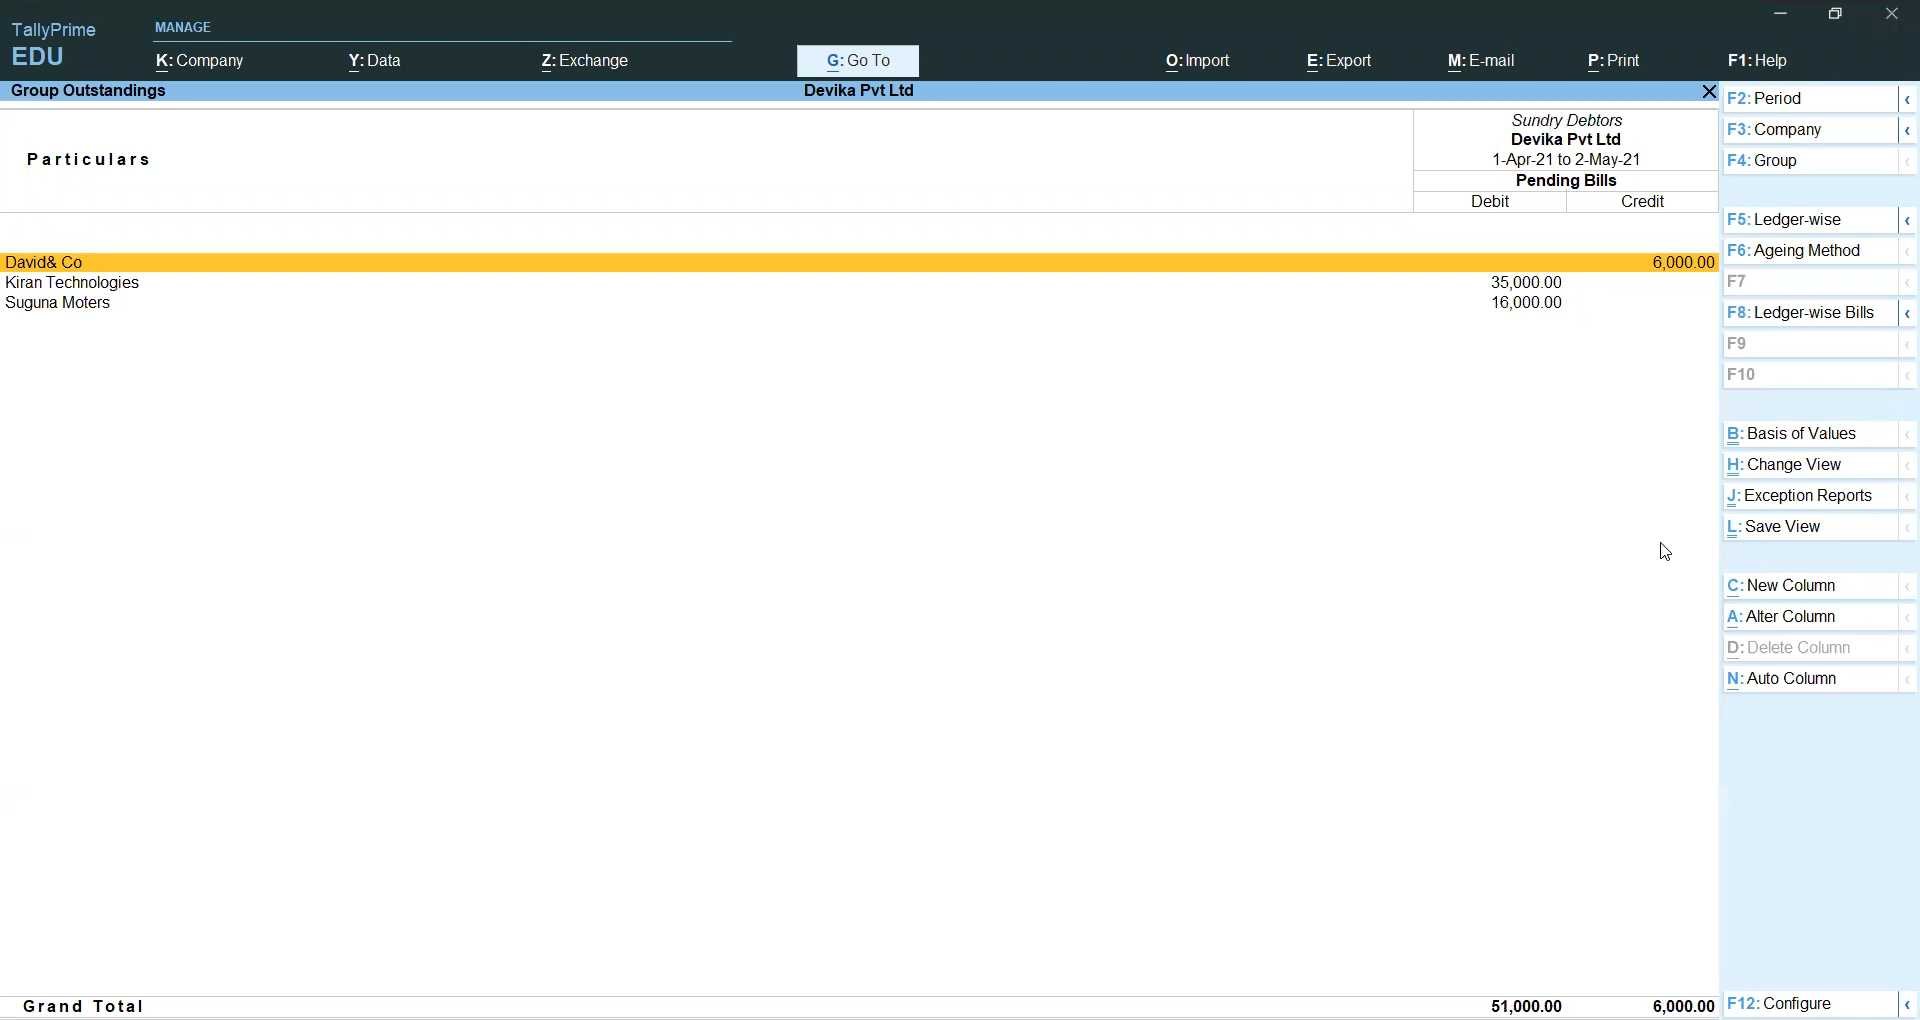 TallyPrime
EDU
MANAGE
K: Company Y: Data Z: Exchange G: Go To O: Import E: Export M: E-mail P: Print F1: Help
Group Outstandings Devika Pvt Ltd
Particulars
Sundry Debtors
Devika Pvt Ltd
1-Apr-21 to 2-May-21
Pending Bills
Debit Credit
David& Co 6,000.00
Kiran Technologies 35,000.00
Suguna Moters 16,000.00
Grand Total 51,000.00 6,000.00
F2: Period
F3: Company
F4: Group
F5: Ledger-wise
F6: Ageing Method
F7
F8: Ledger-wise Bills
F9
F10
B: Basis of Values
H: Change View
J: Exception Reports
L: Save View
C: New Column
A: Alter Column
D: Delete Column
N: Auto Column
F12: Configure